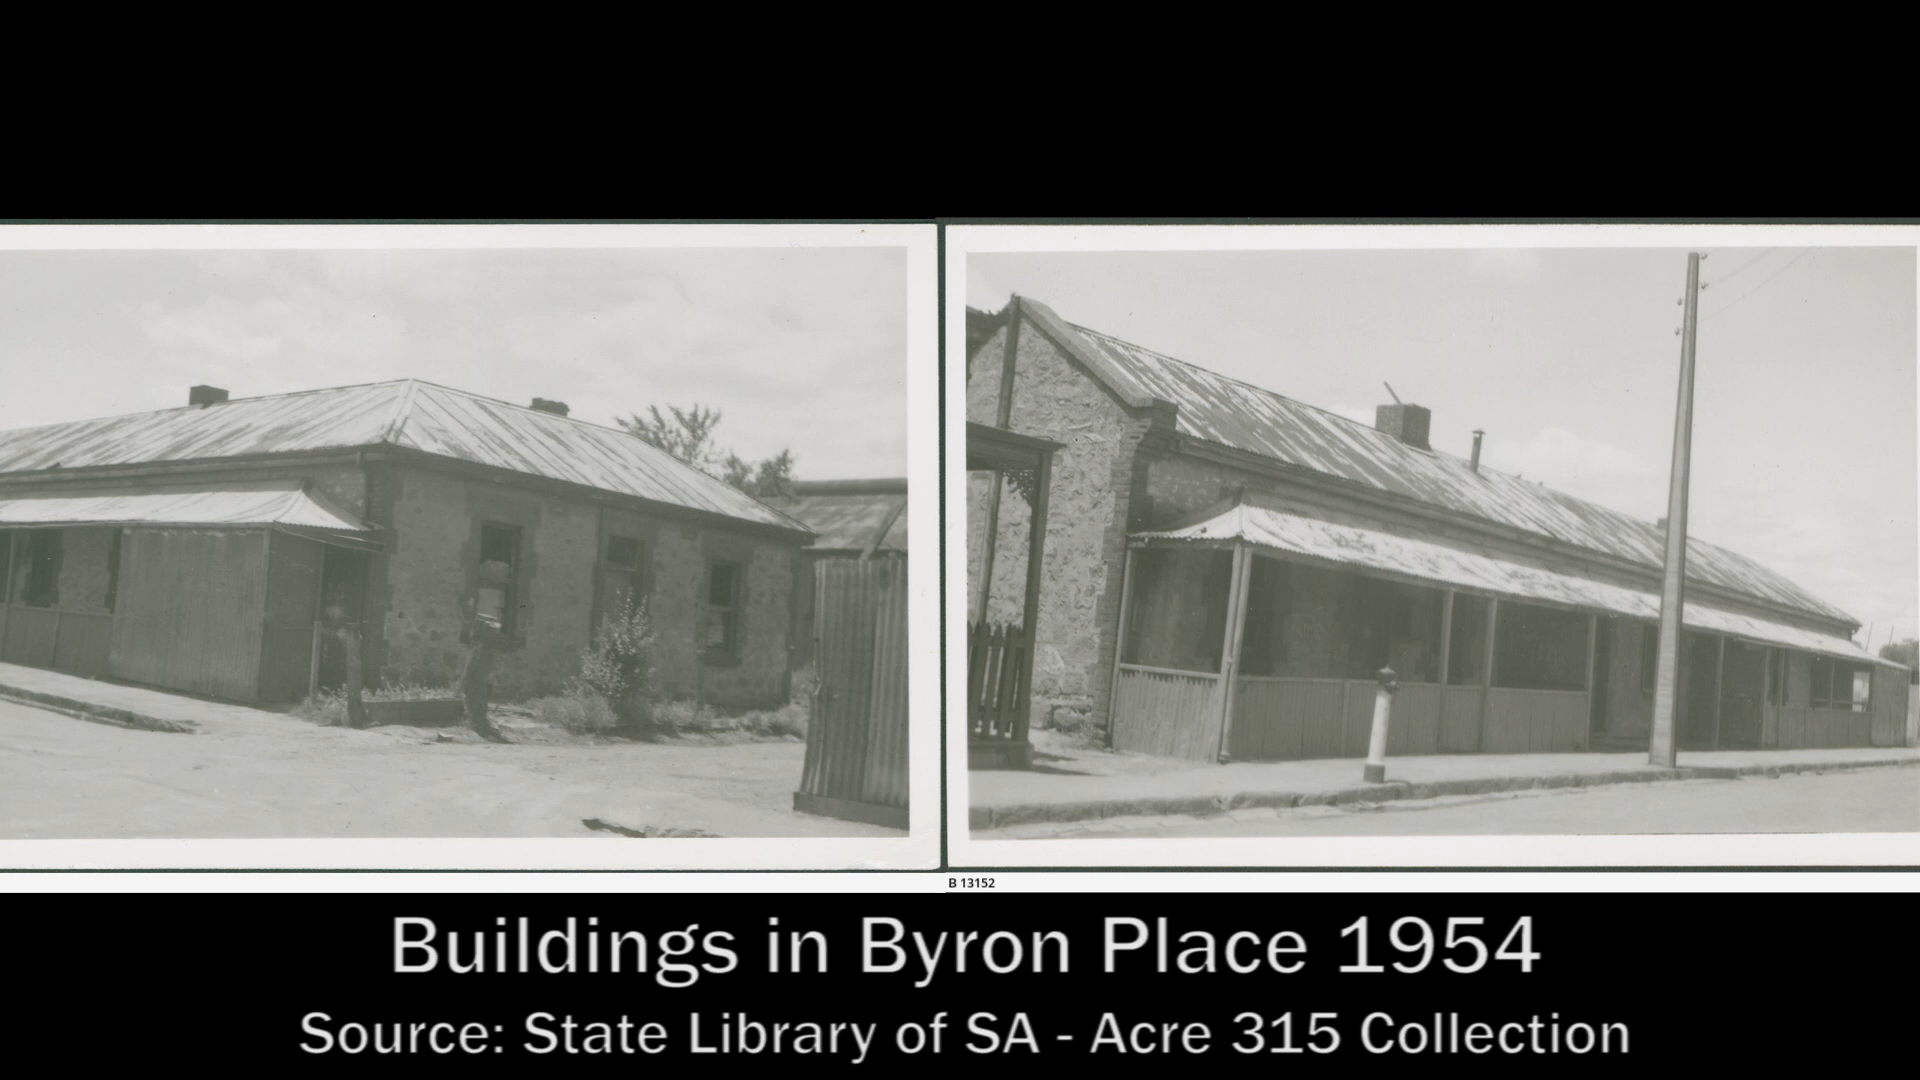 B 13152
Buildings in Byron Place 1954
Source: State Library of SA - Acre 315 Collection